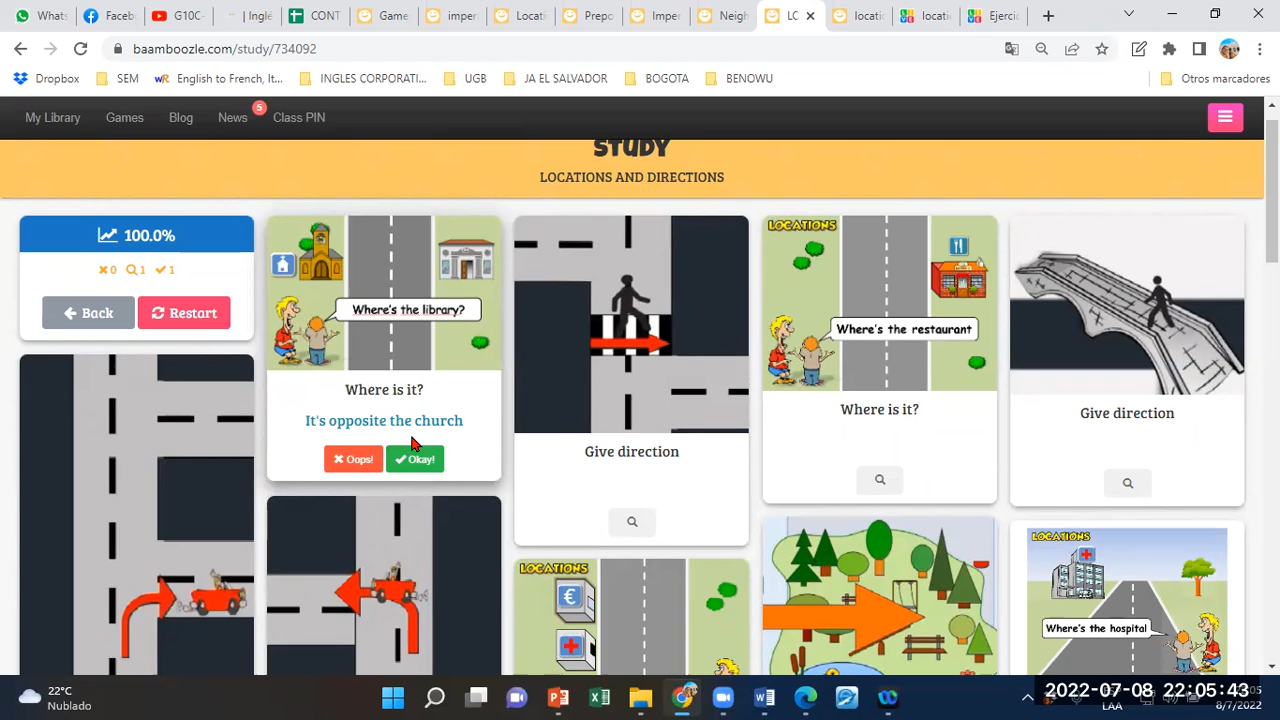 Whats
Faceb
G10C
Inglé
CONT
Game
imper
Locati
Prepo
Imper
Neigh
LO
locatio
locati
Ejercic
baamboozle.com/study/734092
Dropbox
SEM
English to French, It...
INGLES CORPORATI...
UGB
JA EL SALVADOR
BOGOTA
BENOWU
Otros marcadores
My Library
Games
Blog
News
5
Class PIN
STUDY
LOCATIONS AND DIRECTIONS
100.0%
0
1
1
Back
Restart
Where's the library?
Where is it?
It's opposite the church
Oops!
Okay!
Give direction
LOCATIONS
Where's the restaurant
Where is it?
Give direction
LOCATIONS
€
LOCATIONS
Where's the hospital
22°C
Nublado
LAA
2022-07-08 22:05:43
8/7/2022